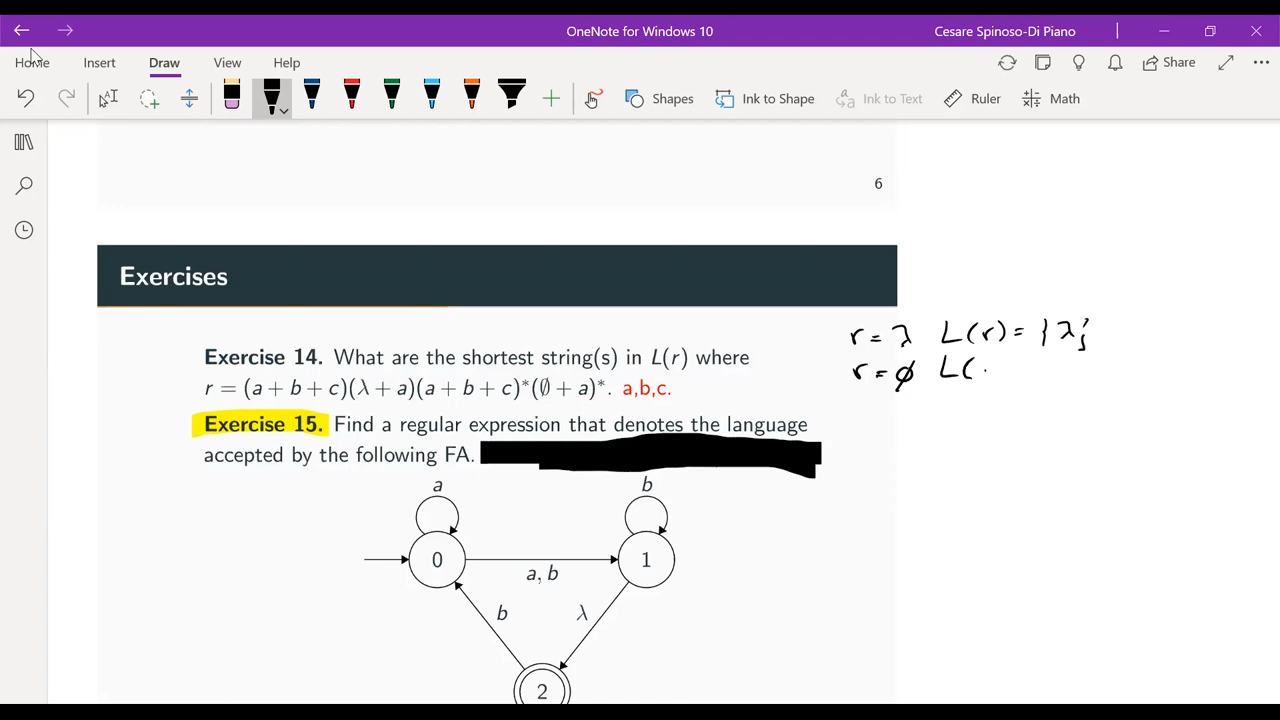 OneNote for Windows 10
Cesare Spinoso-Di Piano
Home Insert Draw View Help
Share
Shapes Ink to Shape Ink to Text Ruler Math
6
Exercises
Exercise 14. What are the shortest string(s) in L(r) where
r = (a + b + c)(λ + a)(a + b + c)*(∅ + a)*. a,b,c.
Exercise 15. Find a regular expression that denotes the language
accepted by the following FA.
r = λ L(r) = {λ}
r = ∅ L(
a b
0 1
a, b
b λ
2